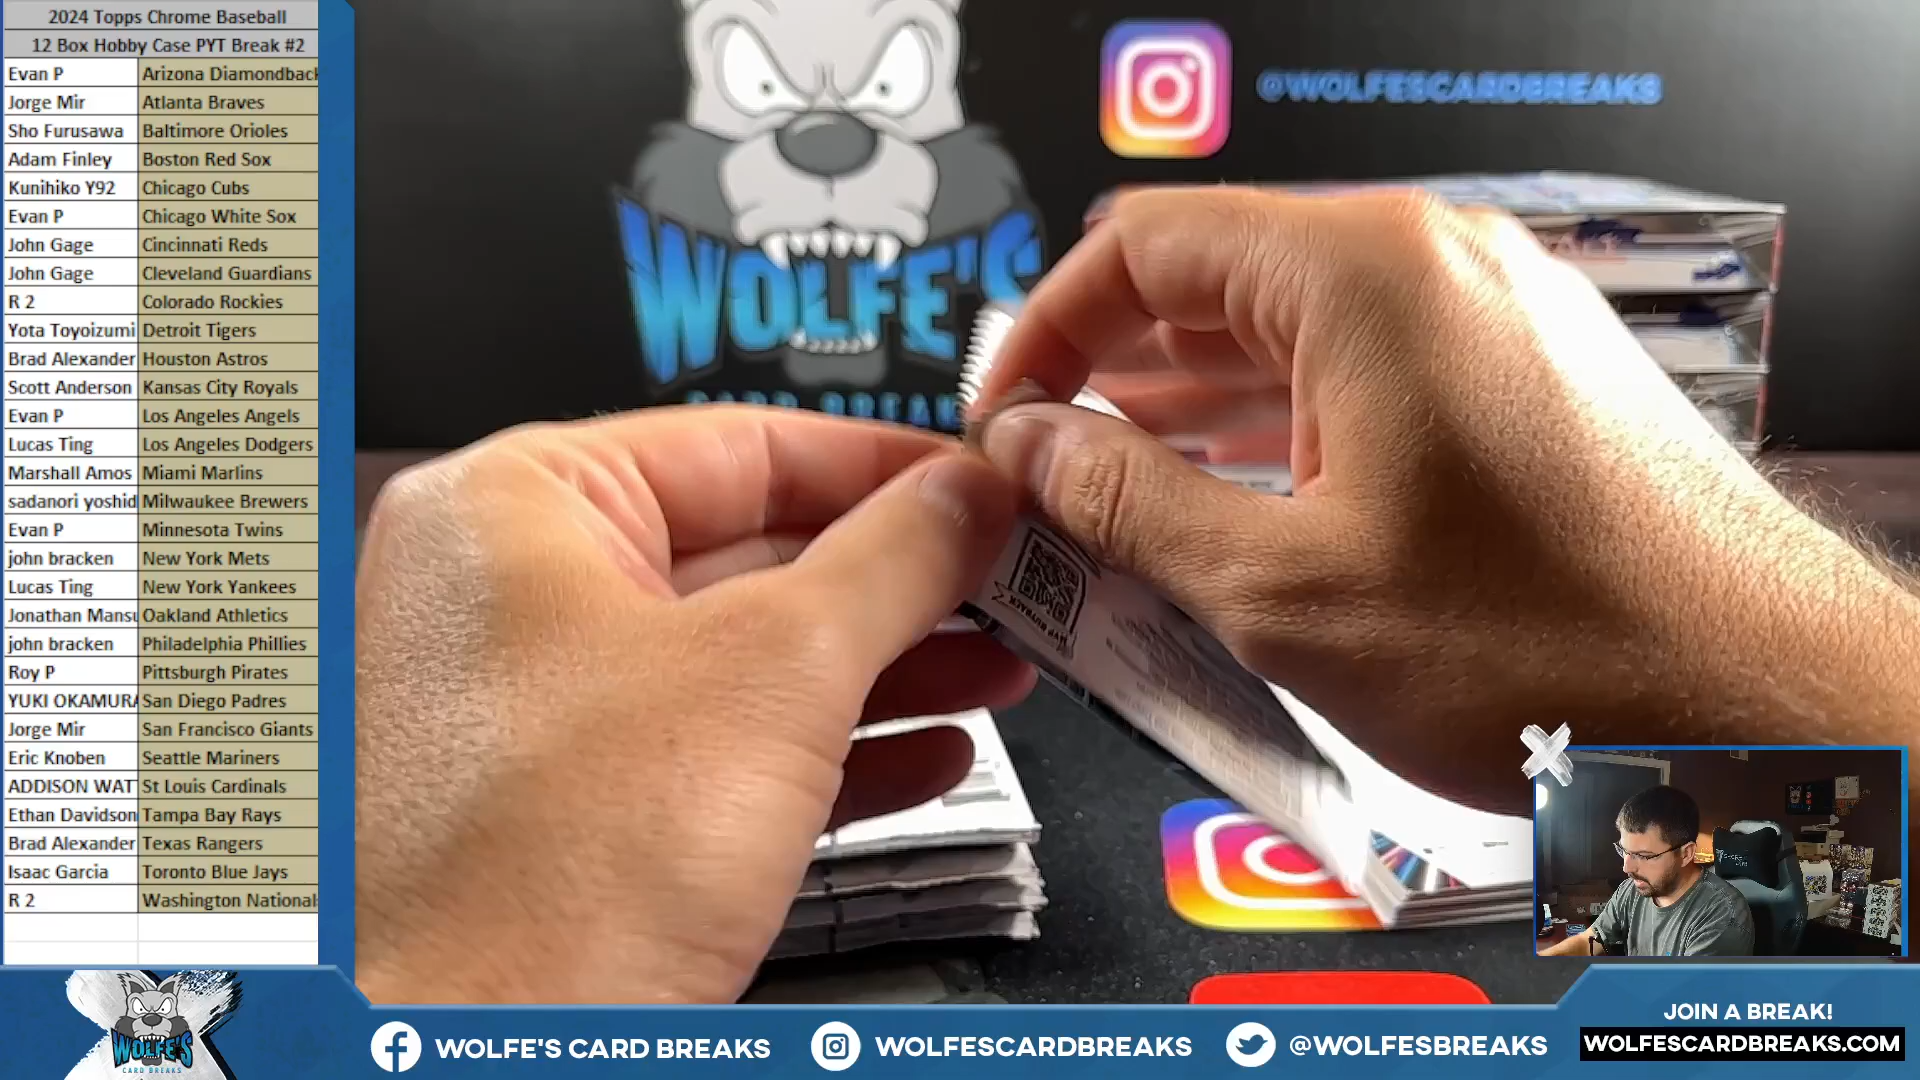 2024 Topps Chrome Baseball
12 Box Hobby Case PYT Break #2
Evan P Arizona Diamondback
Jorge Mir Atlanta Braves
Sho Furusawa Baltimore Orioles
Adam Finley Boston Red Sox
Kunihiko Y92 Chicago Cubs
Evan P Chicago White Sox
John Gage Cincinnati Reds
John Gage Cleveland Guardians
R 2 Colorado Rockies
Yota Toyoizumi Detroit Tigers
Brad Alexander Houston Astros
Scott Anderson Kansas City Royals
Evan P Los Angeles Angels
Lucas Ting Los Angeles Dodgers
Marshall Amos Miami Marlins
sadanori yoshid Milwaukee Brewers
Evan P Minnesota Twins
john bracken New York Mets
Lucas Ting New York Yankees
Jonathan Mansu Oakland Athletics
john bracken Philadelphia Phillies
Roy P Pittsburgh Pirates
YUKI OKAMURA San Diego Padres
Jorge Mir San Francisco Giants
Eric Knoben Seattle Mariners
ADDISON WAT St Louis Cardinals
Ethan Davidson Tampa Bay Rays
Brad Alexander Texas Rangers
Isaac Garcia Toronto Blue Jays
R 2 Washington National
@WOLFESCARDBREAKS
WOLFE'S
CARD BREAK
MVP BUYBACK
WOLFE'S
CARD BREAKS
WOLFE'S CARD BREAKS
WOLFESCARDBREAKS
@WOLFESBREAKS
JOIN A BREAK!
WOLFESCARDBREAKS.COM